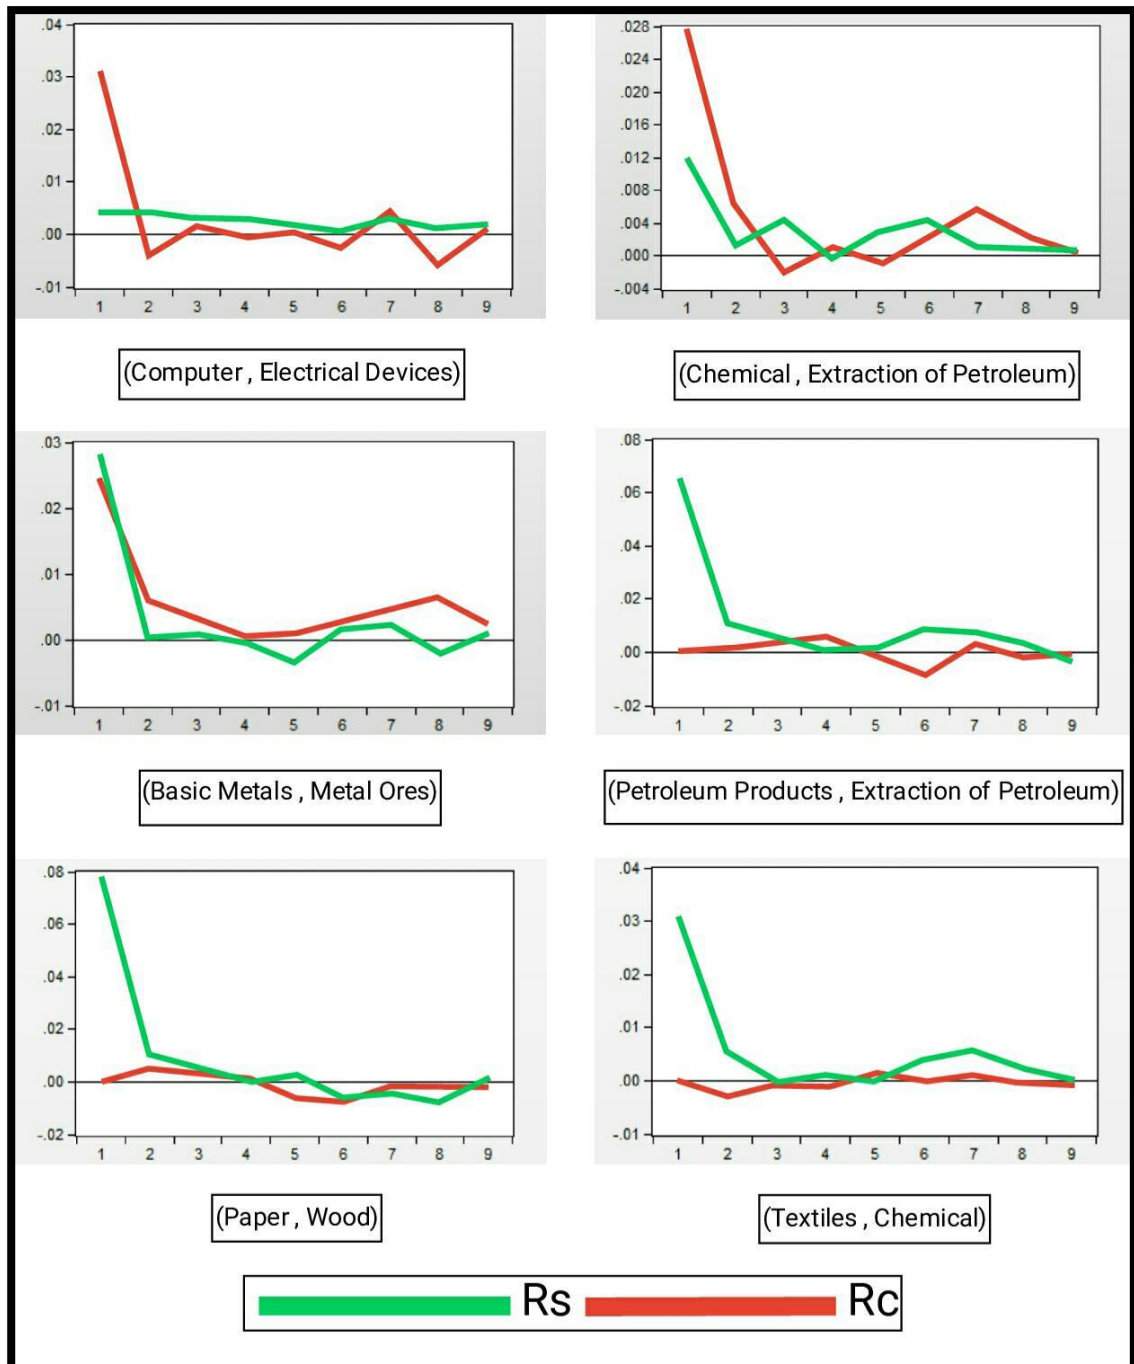 .04
.03
.02
.01
.00
-.01
1 2 3 4 5 6 7 8 9
(Computer , Electrical Devices)
.028
.024
.020
.016
.012
.008
.004
.000
-.004
1 2 3 4 5 6 7 8 9
(Chemical , Extraction of Petroleum)
.03
.02
.01
.00
-.01
1 2 3 4 5 6 7 8 9
(Basic Metals , Metal Ores)
.08
.06
.04
.02
.00
-.02
1 2 3 4 5 6 7 8 9
(Petroleum Products , Extraction of Petroleum)
.08
.06
.04
.02
.00
-.02
1 2 3 4 5 6 7 8 9
(Paper , Wood)
.04
.03
.02
.01
.00
-.01
1 2 3 4 5 6 7 8 9
(Textiles , Chemical)
Rs Rc